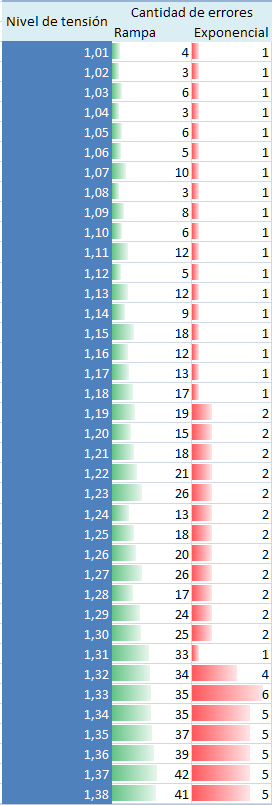 Nivel de tensión Cantidad de errores
Rampa Exponencial
1,01 4 1
1,02 3 1
1,03 6 1
1,04 3 1
1,05 6 1
1,06 5 1
1,07 10 1
1,08 3 1
1,09 8 1
1,10 6 1
1,11 12 1
1,12 5 1
1,13 12 1
1,14 9 1
1,15 18 1
1,16 12 1
1,17 13 1
1,18 17 1
1,19 19 2
1,20 15 2
1,21 18 2
1,22 21 2
1,23 26 2
1,24 13 2
1,25 18 2
1,26 20 2
1,27 26 2
1,28 17 2
1,29 24 2
1,30 25 2
1,31 33 1
1,32 34 4
1,33 35 6
1,34 35 5
1,35 37 5
1,36 39 5
1,37 42 5
1,38 41 5